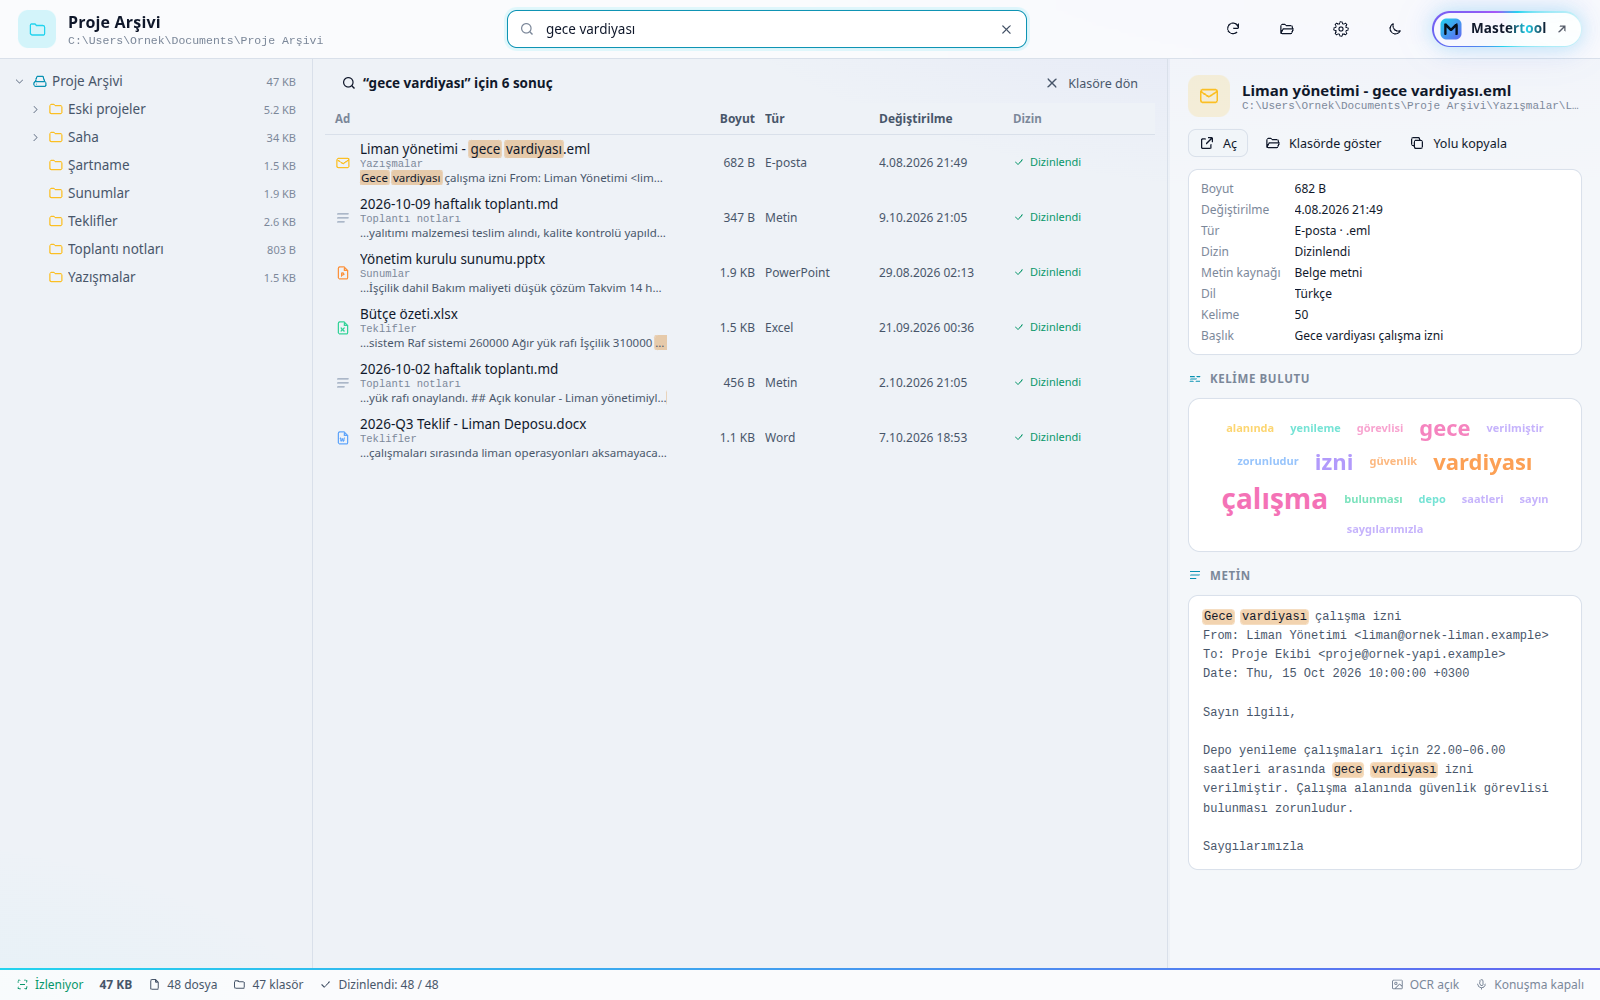 Proje Arşivi
C:\Users\Ornek\Documents\Proje Arşivi
gece vardiyası
Mastertool
Proje Arşivi 47 KB
Eski projeler 5.2 KB
Saha 34 KB
Şartname 1.5 KB
Sunumlar 1.9 KB
Teklifler 2.6 KB
Toplantı notları 803 B
Yazışmalar 1.5 KB
“gece vardiyası” için 6 sonuç
Klasöre dön
Ad Boyut Tür Değiştirilme Dizin
Liman yönetimi - gece vardiyası.eml
Yazışmalar
Gece vardiyası çalışma izni From: Liman Yönetimi <lim...
682 B E-posta 4.08.2026 21:49 Dizinlendi
2026-10-09 haftalık toplantı.md
Toplantı notları
...yalıtımı malzemesi teslim alındı, kalite kontrolü yapıld...
347 B Metin 9.10.2026 21:05 Dizinlendi
Yönetim kurulu sunumu.pptx
Sunumlar
...İşçilik dahil Bakım maliyeti düşük çözüm Takvim 14 h...
1.9 KB PowerPoint 29.08.2026 02:13 Dizinlendi
Bütçe özeti.xlsx
Teklifler
...sistem Raf sistemi 260000 Ağır yük rafı İşçilik 310000 ...
1.5 KB Excel 21.09.2026 00:36 Dizinlendi
2026-10-02 haftalık toplantı.md
Toplantı notları
...yük rafı onaylandı. ## Açık konular - Liman yönetimiyl...
456 B Metin 2.10.2026 21:05 Dizinlendi
2026-Q3 Teklif - Liman Deposu.docx
Teklifler
...çalışmaları sırasında liman operasyonları aksamayaca...
1.1 KB Word 7.10.2026 18:53 Dizinlendi
Liman yönetimi - gece vardiyası.eml
C:\Users\Ornek\Documents\Proje Arşivi\Yazışmalar\L...
Aç Klasörde göster Yolu kopyala
Boyut 682 B
Değiştirilme 4.08.2026 21:49
Tür E-posta · .eml
Dizin Dizinlendi
Metin kaynağı Belge metni
Dil Türkçe
Kelime 50
Başlık Gece vardiyası çalışma izni
KELİME BULUTU
alanında yenileme görevlisi gece verilmiştir
zorunludur izni güvenlik vardiyası
çalışma bulunması depo saatleri sayın
saygılarımızla
METİN
Gece vardiyası çalışma izni
From: Liman Yönetimi <liman@ornek-liman.example>
To: Proje Ekibi <proje@ornek-yapi.example>
Date: Thu, 15 Oct 2026 10:00:00 +0300
Sayın ilgili,
Depo yenileme çalışmaları için 22.00–06.00
saatleri arasında gece vardiyası izni
verilmiştir. Çalışma alanında güvenlik görevlisi
bulunması zorunludur.
Saygılarımızla
İzleniyor 47 KB 48 dosya 47 klasör Dizinlendi: 48 / 48
OCR açık Konuşma kapalı